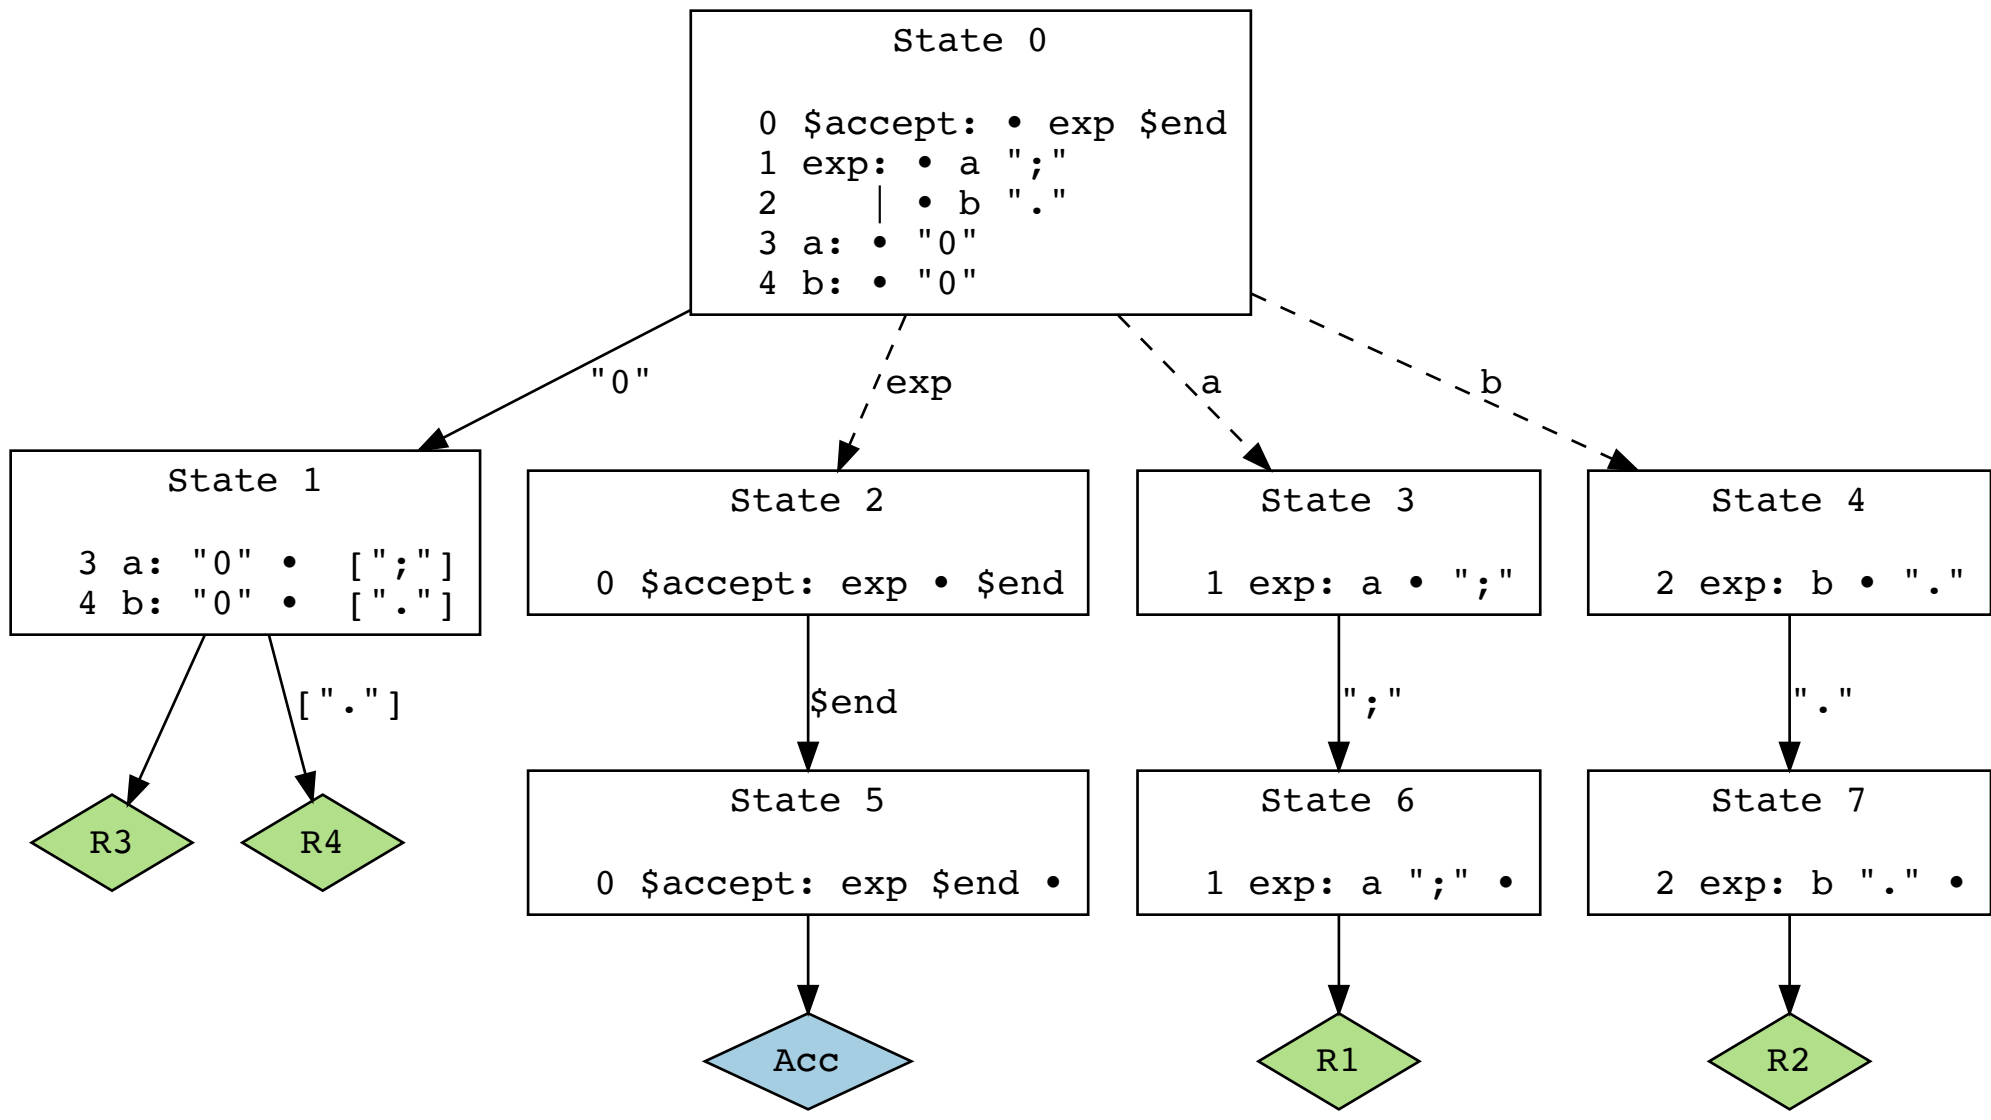 State 0
0 $accept: • exp $end
1 exp: • a ";"
2 | • b "."
3 a: • "0"
4 b: • "0"
"0"
exp
a
b
State 1
3 a: "0" • [";"]
4 b: "0" • ["."]
State 2
0 $accept: exp • $end
State 3
1 exp: a • ";"
State 4
2 exp: b • "."
["."]
$end
";"
"."
R3
R4
State 5
0 $accept: exp $end •
State 6
1 exp: a ";" •
State 7
2 exp: b "." •
Acc
R1
R2